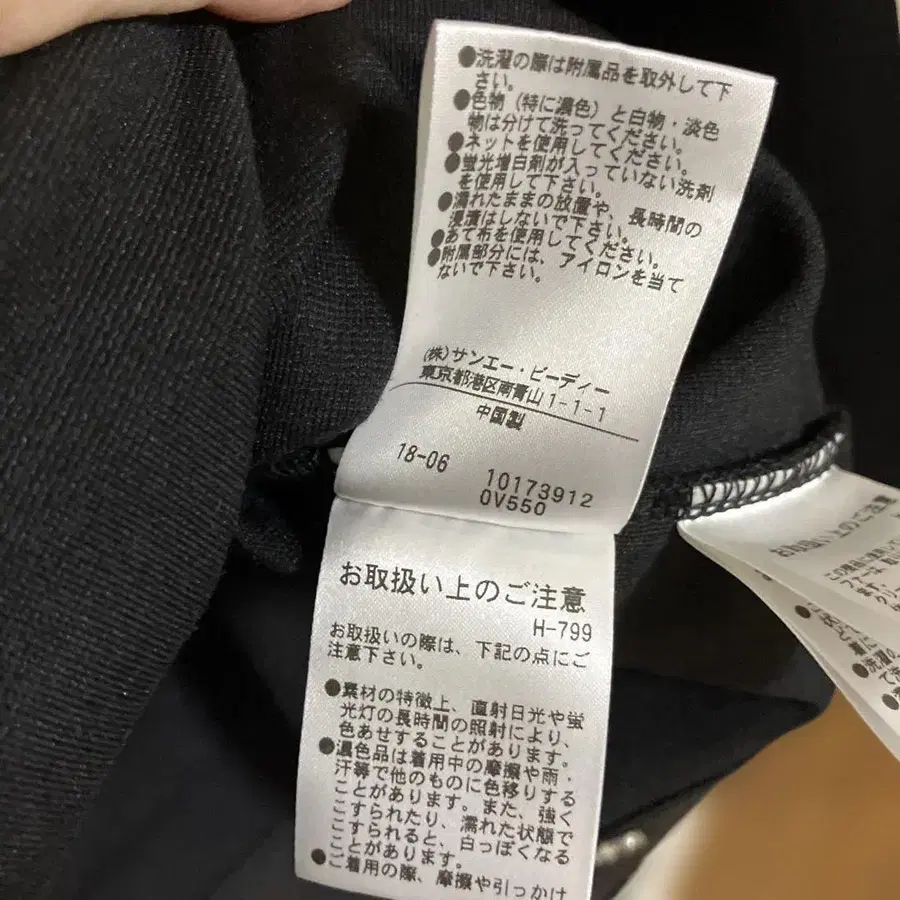 ●洗濯の際は附属品を取外して下
さい。
●色物（特に濃色）と白物・淡色
物は分けて洗ってください。
●ネットを使用してください。
●蛍光増白剤が入っていない洗剤
を使用して下さい。
●濡れたままの放置や、長時間の
浸漬はしないで下さい。
●あて布を使用してください。
●附属部分には、アイロンを当て
ないで下さい。
(株)サンエー・ビーディー
東京都港区南青山1-1-1
中国製
18-06
10173912
0V550
お取扱い上のご注意
H-799
お取扱いの際は、下記の点にご
注意下さい。
●素材の特徴上、直射日光や蛍
光灯の長時間の照射により、
色あせすることがあります。
●濃色品は着用中の摩擦や雨・
汗等で他のものに色移りする
ことがあります。また、強く
こすられたり、濡れた状態で
こすられると、白っぽくなる
ことがあります。
●ご着用の際、摩擦や引っかけ
お取扱い上のご注意